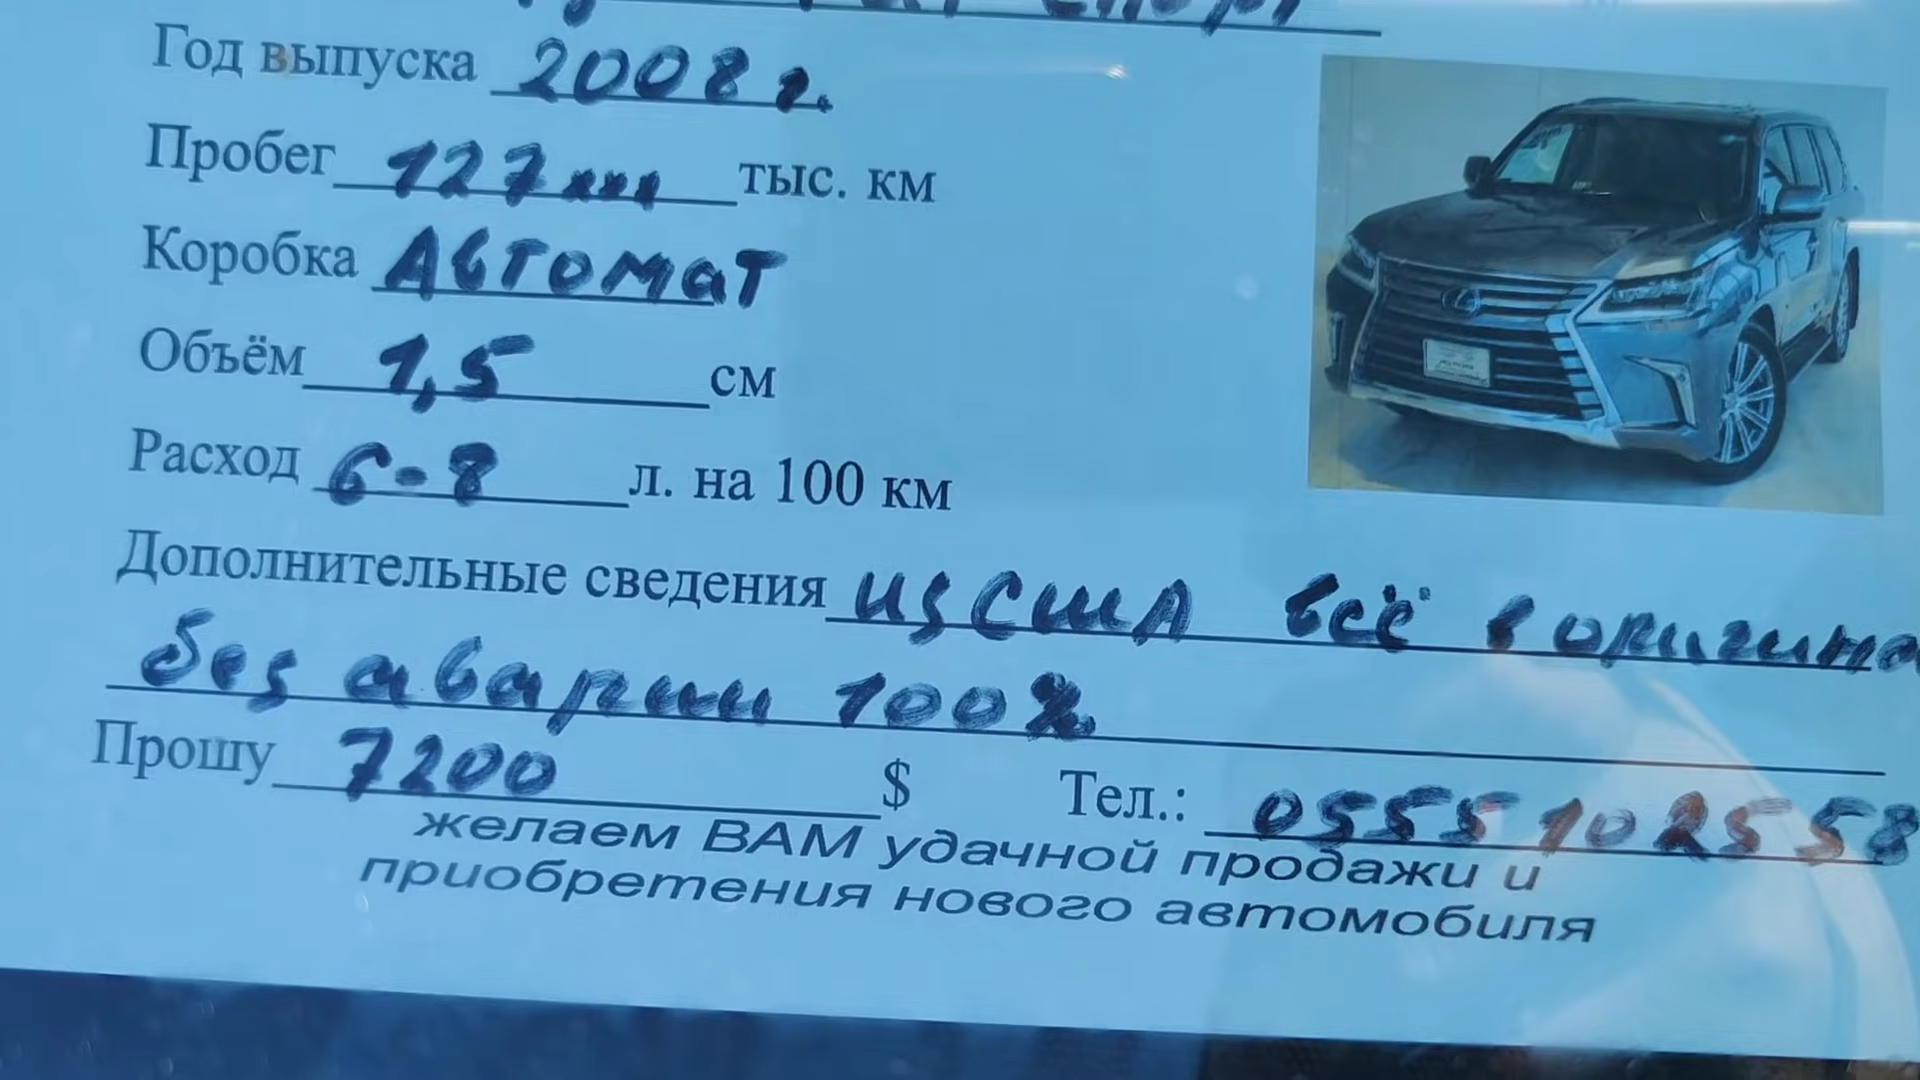 спорт
Год выпуска 2008 г.
Пробег 127 тыс. км
Коробка Автомат
Объём 1,5 см
Расход 6-8 л. на 100 км
Дополнительные сведения из США всё в оригина
без аварии 100%
Прошу 7200 $ Тел.: 0555102558
желаем ВАМ удачной продажи и
приобретения нового автомобиля